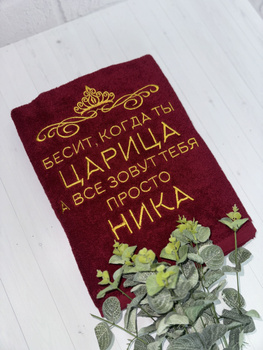 БЕСИТ, КОГДА ТЫ
ЦАРИЦА
А ВСЕ ЗОВУТ ТЕБЯ
ПРОСТО
НИКА